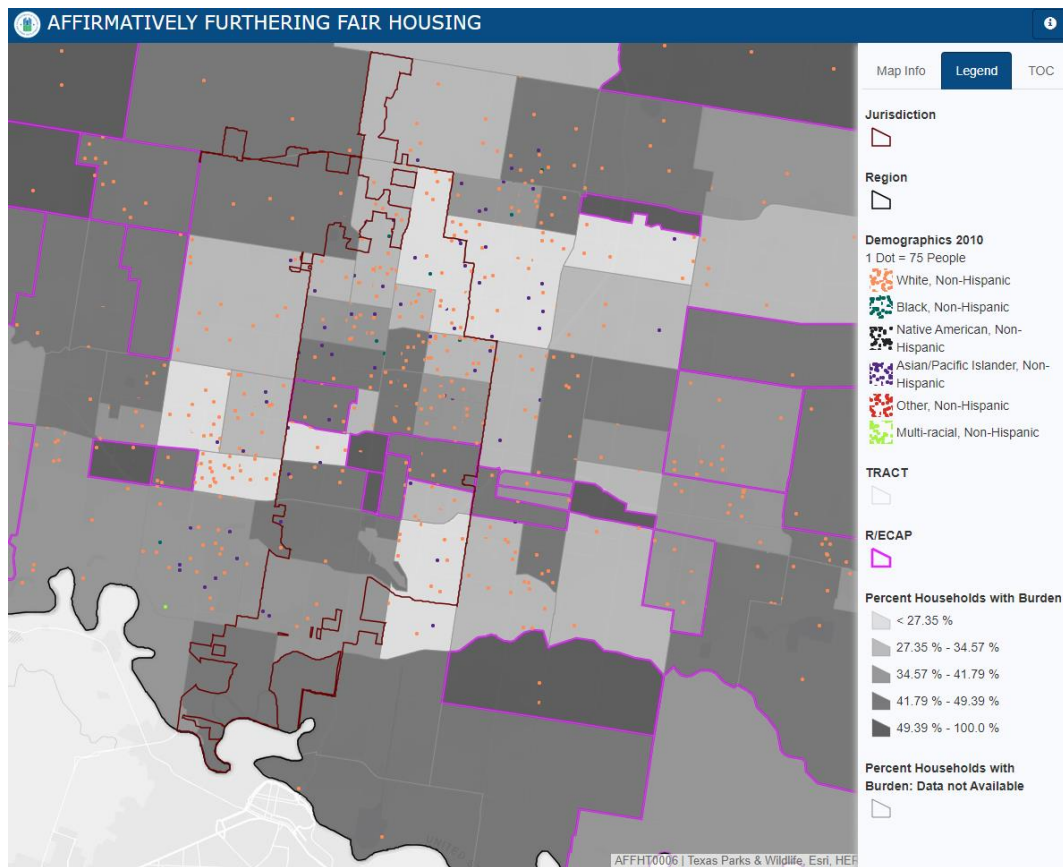 AFFIRMATIVELY FURTHERING FAIR HOUSING
Map Info
Legend
TOC
Jurisdiction
Region
Demographics 2010
1 Dot = 75 People
White, Non-Hispanic
Black, Non-Hispanic
Native American, Non-
Hispanic
Asian/Pacific Islander, Non-
Hispanic
Other, Non-Hispanic
Multi-racial, Non-Hispanic
TRACT
R/ECAP
Percent Households with Burden
< 27.35 %
27.35 % - 34.57 %
34.57 % - 41.79 %
41.79 % - 49.39 %
49.39 % - 100.0 %
Percent Households with
Burden: Data not Available
AFFHT0006 | Texas Parks & Wildlife, Esri, HER